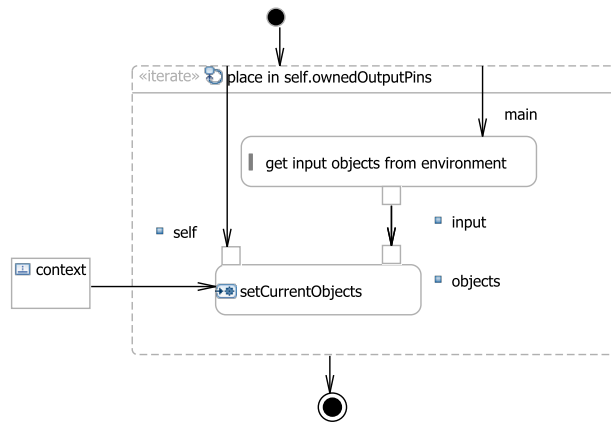 «iterate» place in self.ownedOutputPins
main
get input objects from environment
input
self
context
objects
setCurrentObjects